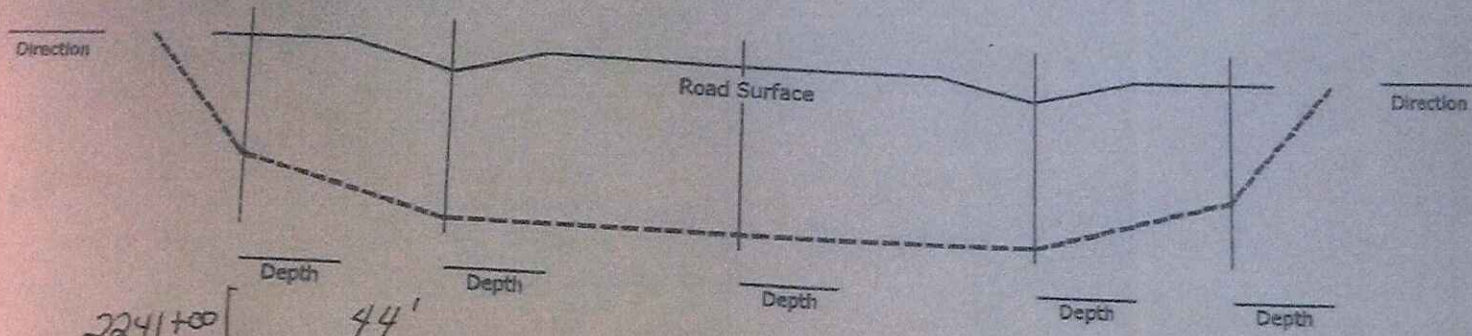 Direction
Road Surface
Direction
Depth
Depth
Depth
Depth
Depth
2241+00 44'